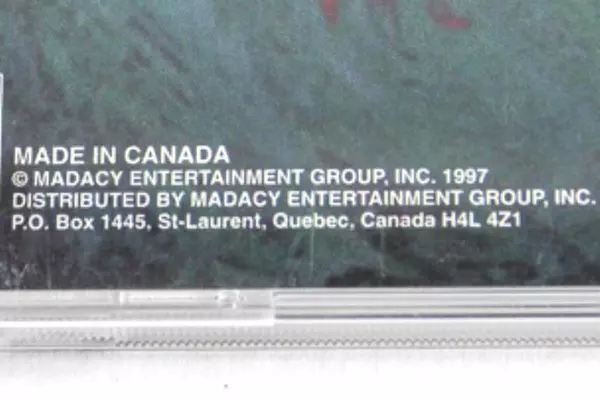 MADE IN CANADA
© MADACY ENTERTAINMENT GROUP, INC. 1997
DISTRIBUTED BY MADACY ENTERTAINMENT GROUP, INC.
P.O. Box 1445, St-Laurent, Quebec, Canada H4L 4Z1